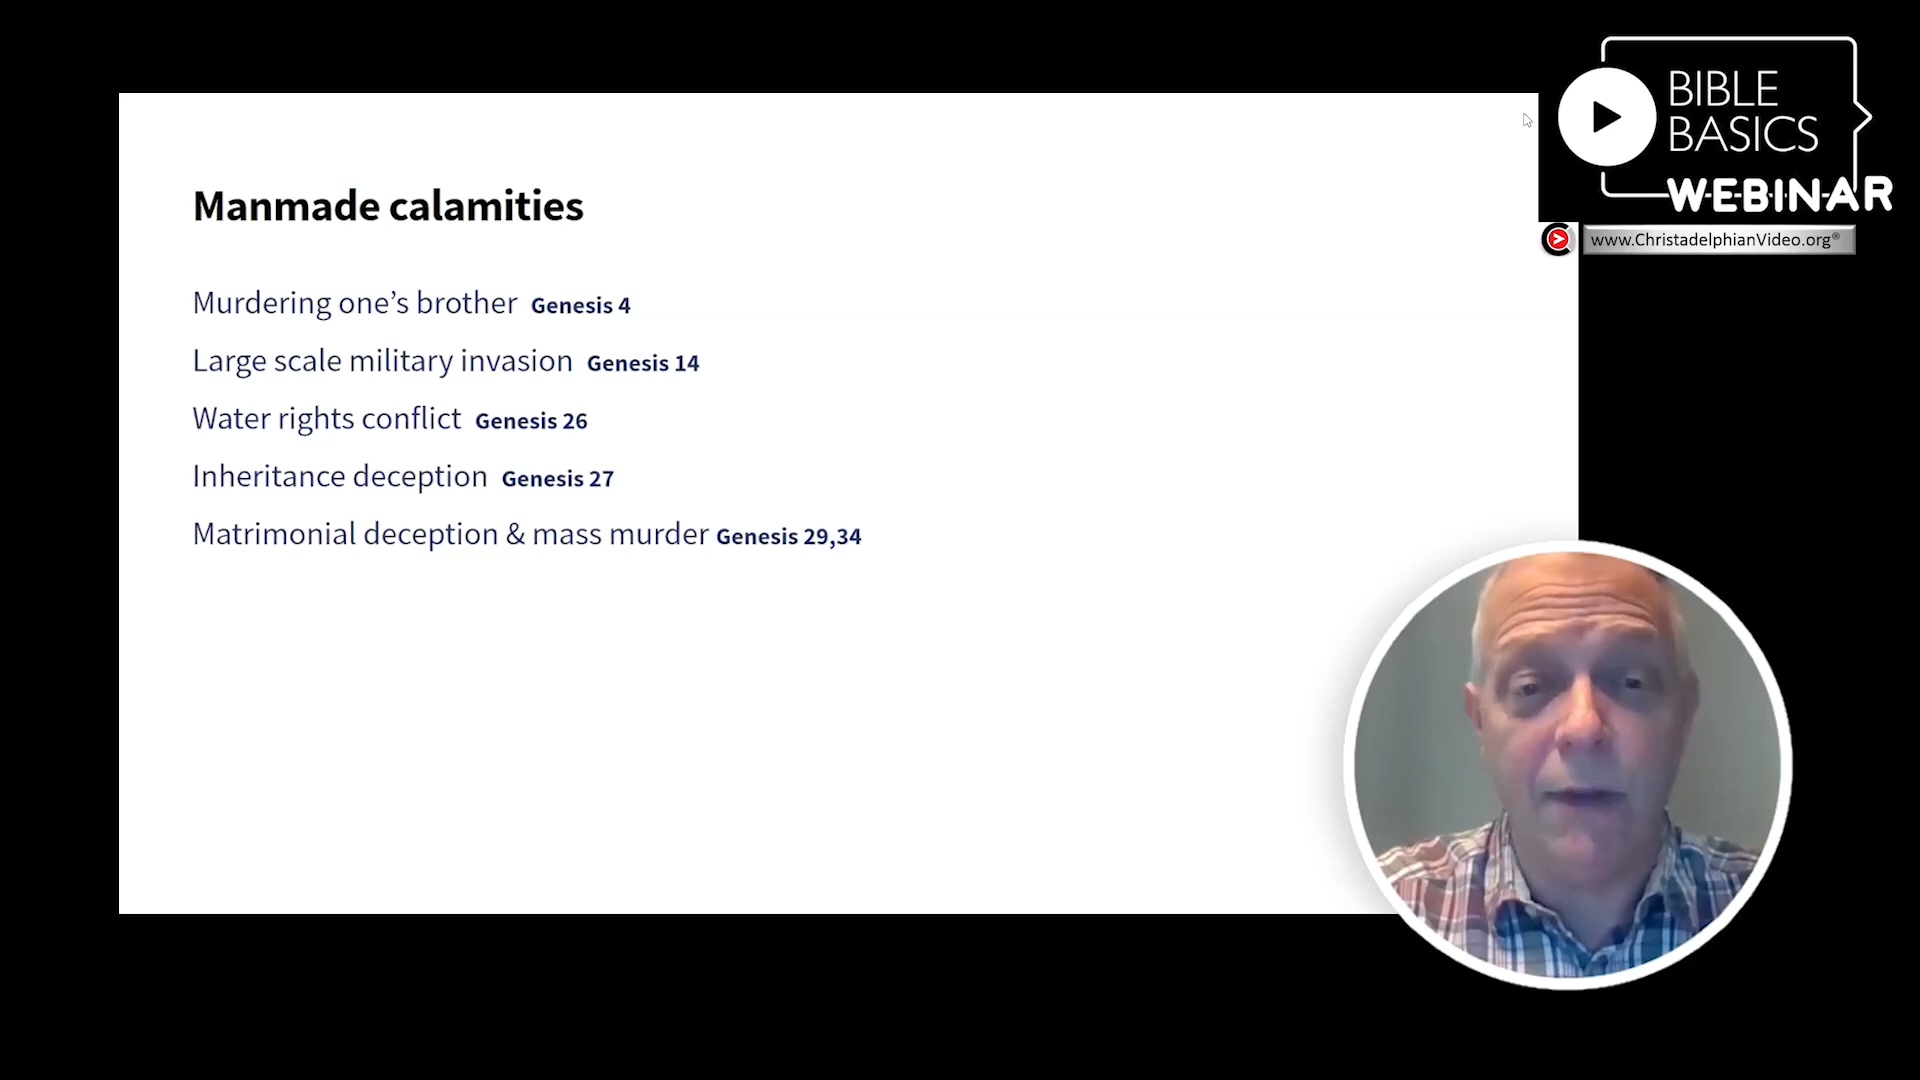 BIBLE
BASICS
WEBINAR
www.ChristadelphianVideo.org®
Manmade calamities
Murdering one’s brother Genesis 4
Large scale military invasion Genesis 14
Water rights conflict Genesis 26
Inheritance deception Genesis 27
Matrimonial deception & mass murder Genesis 29,34